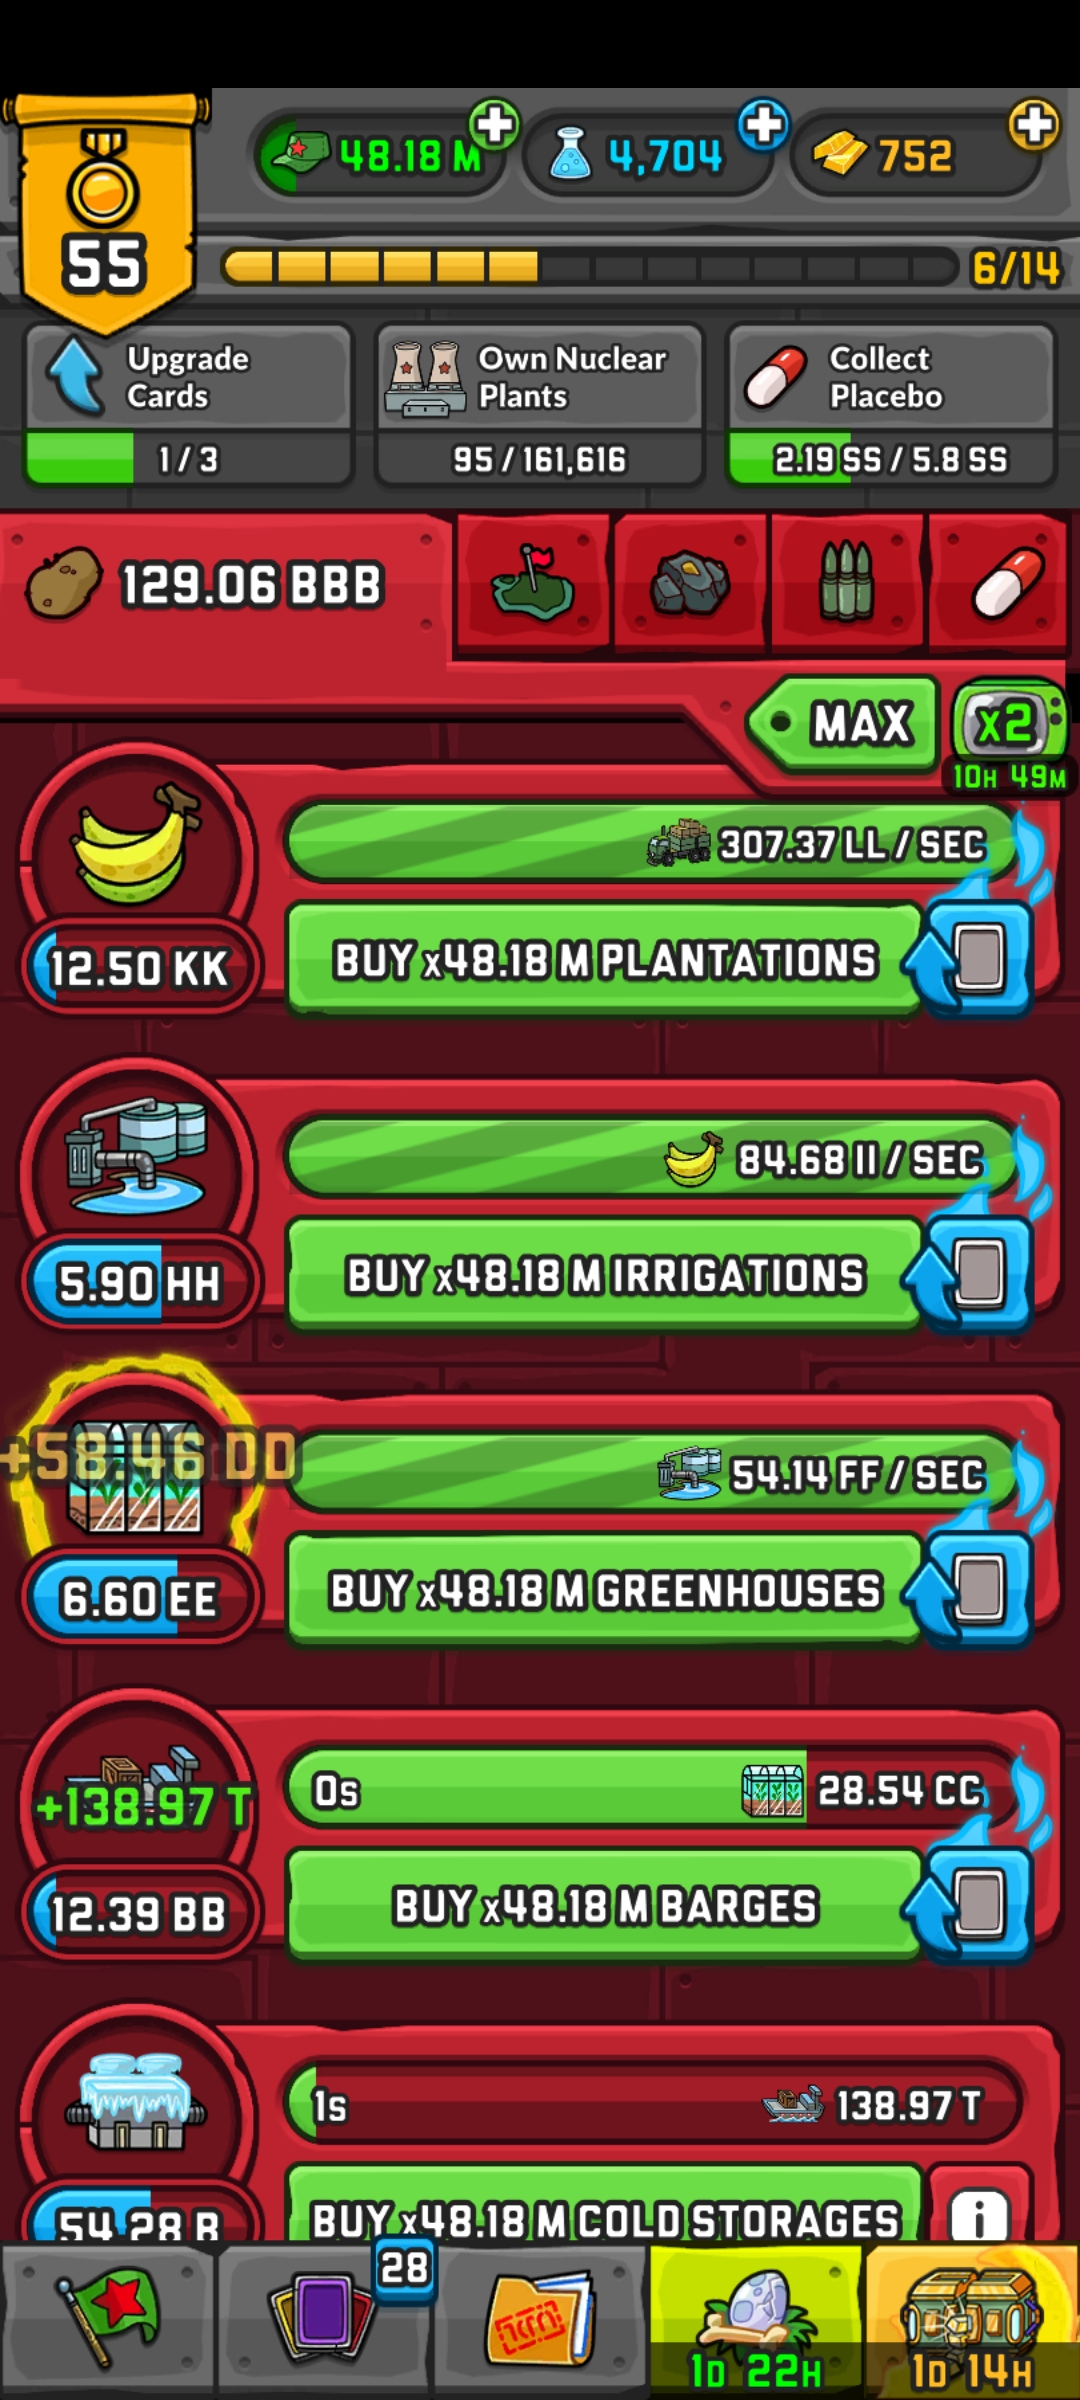 48.18 M
4,704
752
55
6/14
Upgrade
Cards
1/3
Own Nuclear
Plants
95/161,616
Collect
Placebo
2.19 SS / 5.8 SS
129.06 BBB
MAX
x2
10H 49M
307.37 LL / SEC
12.50 KK
BUY x48.18 M PLANTATIONS
84.68 II / SEC
5.90 HH
BUY x48.18 M IRRIGATIONS
+58.46 DD
54.14 FF / SEC
6.60 EE
BUY x48.18 M GREENHOUSES
+138.97 T
0s
28.54 CC
12.39 BB
BUY x48.18 M BARGES
1s
138.97 T
54.28 B
BUY x48.18 M COLD STORAGES
i
28
1D 22H
1D 14H